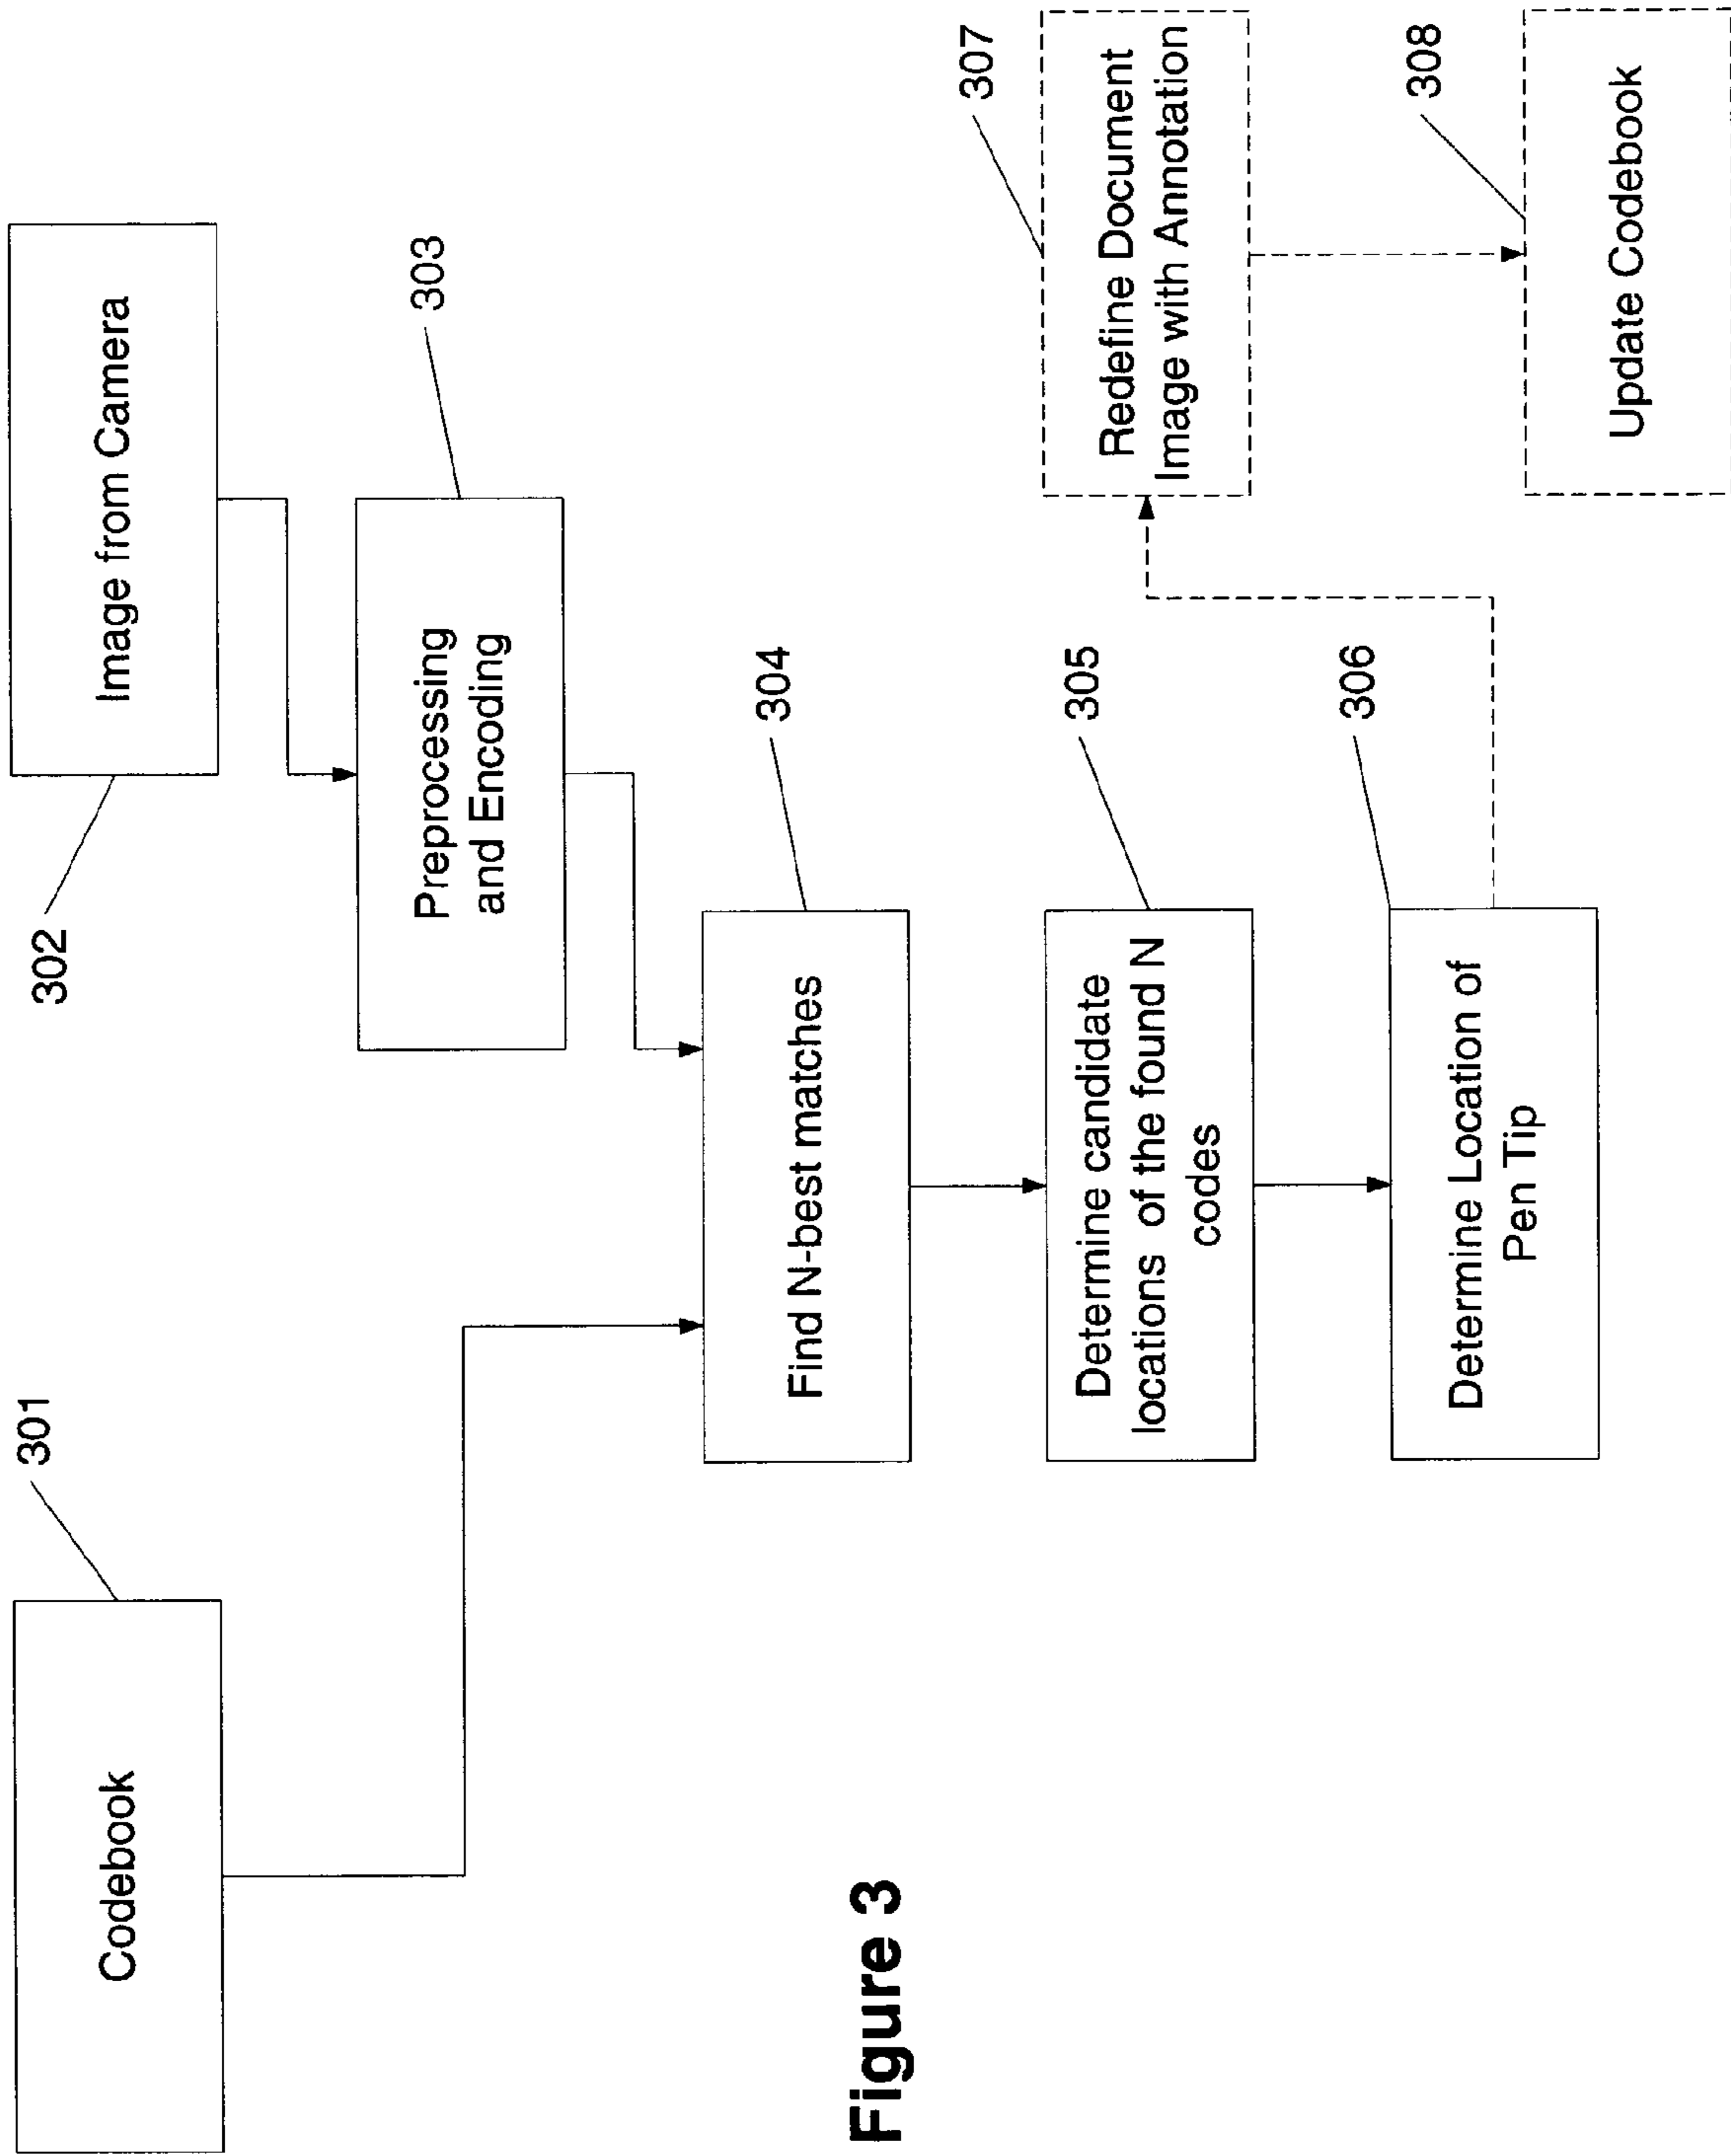 301
Codebook
302
Image from Camera
303
Preprocessing
and Encoding
304
Find N-best matches
305
Determine candidate
locations of the found N
codes
306
Determine Location of
Pen Tip
307
Redefine Document
Image with Annotation
308
Update Codebook
Figure 3